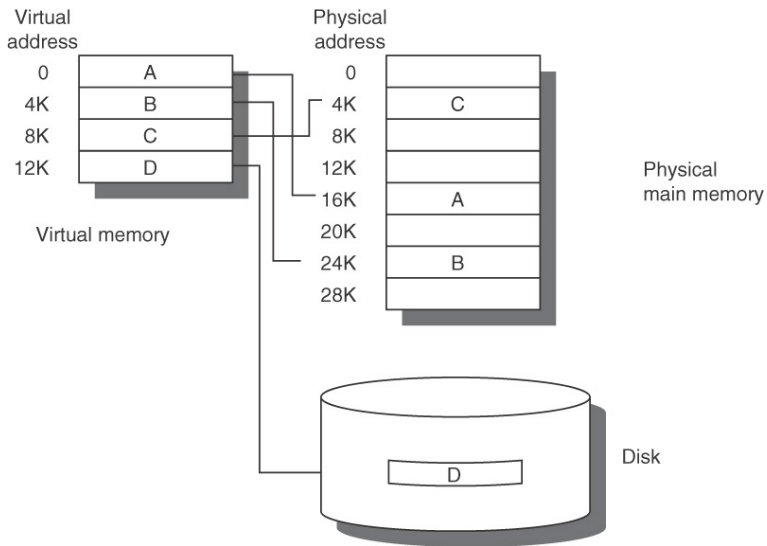 Virtual
address
0
4K
8K
12K
A
B
C
D
Virtual memory
Physical
address
0
4K
8K
12K
16K
20K
24K
28K
C
A
B
Physical
main memory
D
Disk